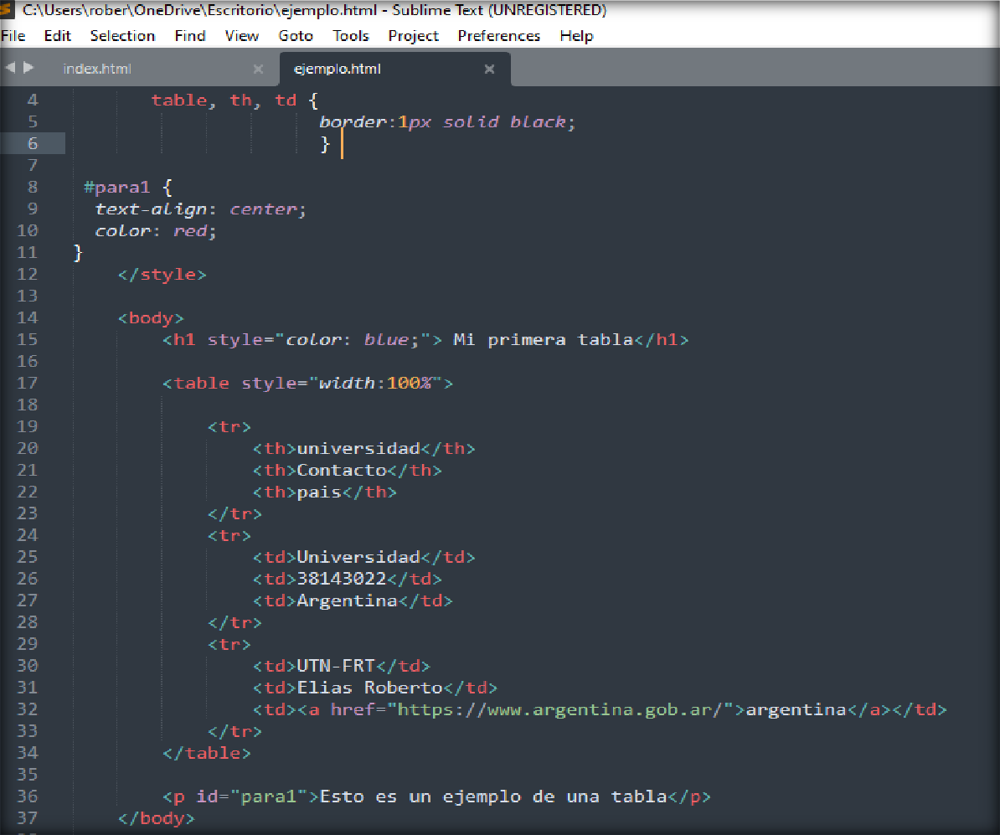 C:\Users\rober\OneDrive\Escritorio\ejemplo.html - Sublime Text (UNREGISTERED)
File Edit Selection Find View Goto Tools Project Preferences Help
index.html × ejemplo.html ×
4 table, th, td {
5 border:1px solid black;
6 }
7
8 #para1 {
9 text-align: center;
10 color: red;
11 }
12 </style>
13
14 <body>
15 <h1 style="color: blue;"> Mi primera tabla</h1>
16
17 <table style="width:100%">
18
19 <tr>
20 <th>universidad</th>
21 <th>Contacto</th>
22 <th>pais</th>
23 </tr>
24 <tr>
25 <td>Universidad</td>
26 <td>38143022</td>
27 <td>Argentina</td>
28 </tr>
29 <tr>
30 <td>UTN-FRT</td>
31 <td>Elias Roberto</td>
32 <td><a href="https://www.argentina.gob.ar/">argentina</a></td>
33 </tr>
34 </table>
35
36 <p id="para1">Esto es un ejemplo de una tabla</p>
37 </body>